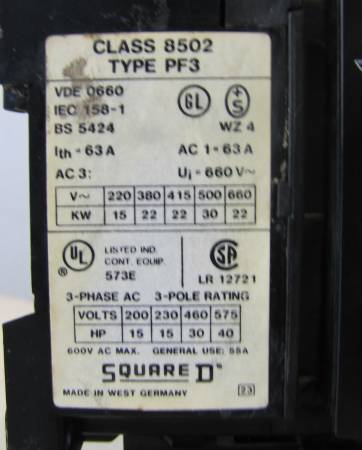 CLASS 8502
TYPE PF3
VDE 0660
IEC 158-1
BS 5424
GL
+S
WZ 4
Ith = 63 A
AC 1 = 63 A
AC 3:
Ui = 660 V~
V~ 220 380 415 500 660
KW 15 22 22 30 22
UL ®
LISTED IND.
CONT. EQUIP.
573E
SA
LR 12721
3-PHASE AC 3-POLE RATING
VOLTS 200 230 460 575
HP 15 15 30 40
600V AC MAX. GENERAL USE: 55A
SQUARE D
MADE IN WEST GERMANY
23